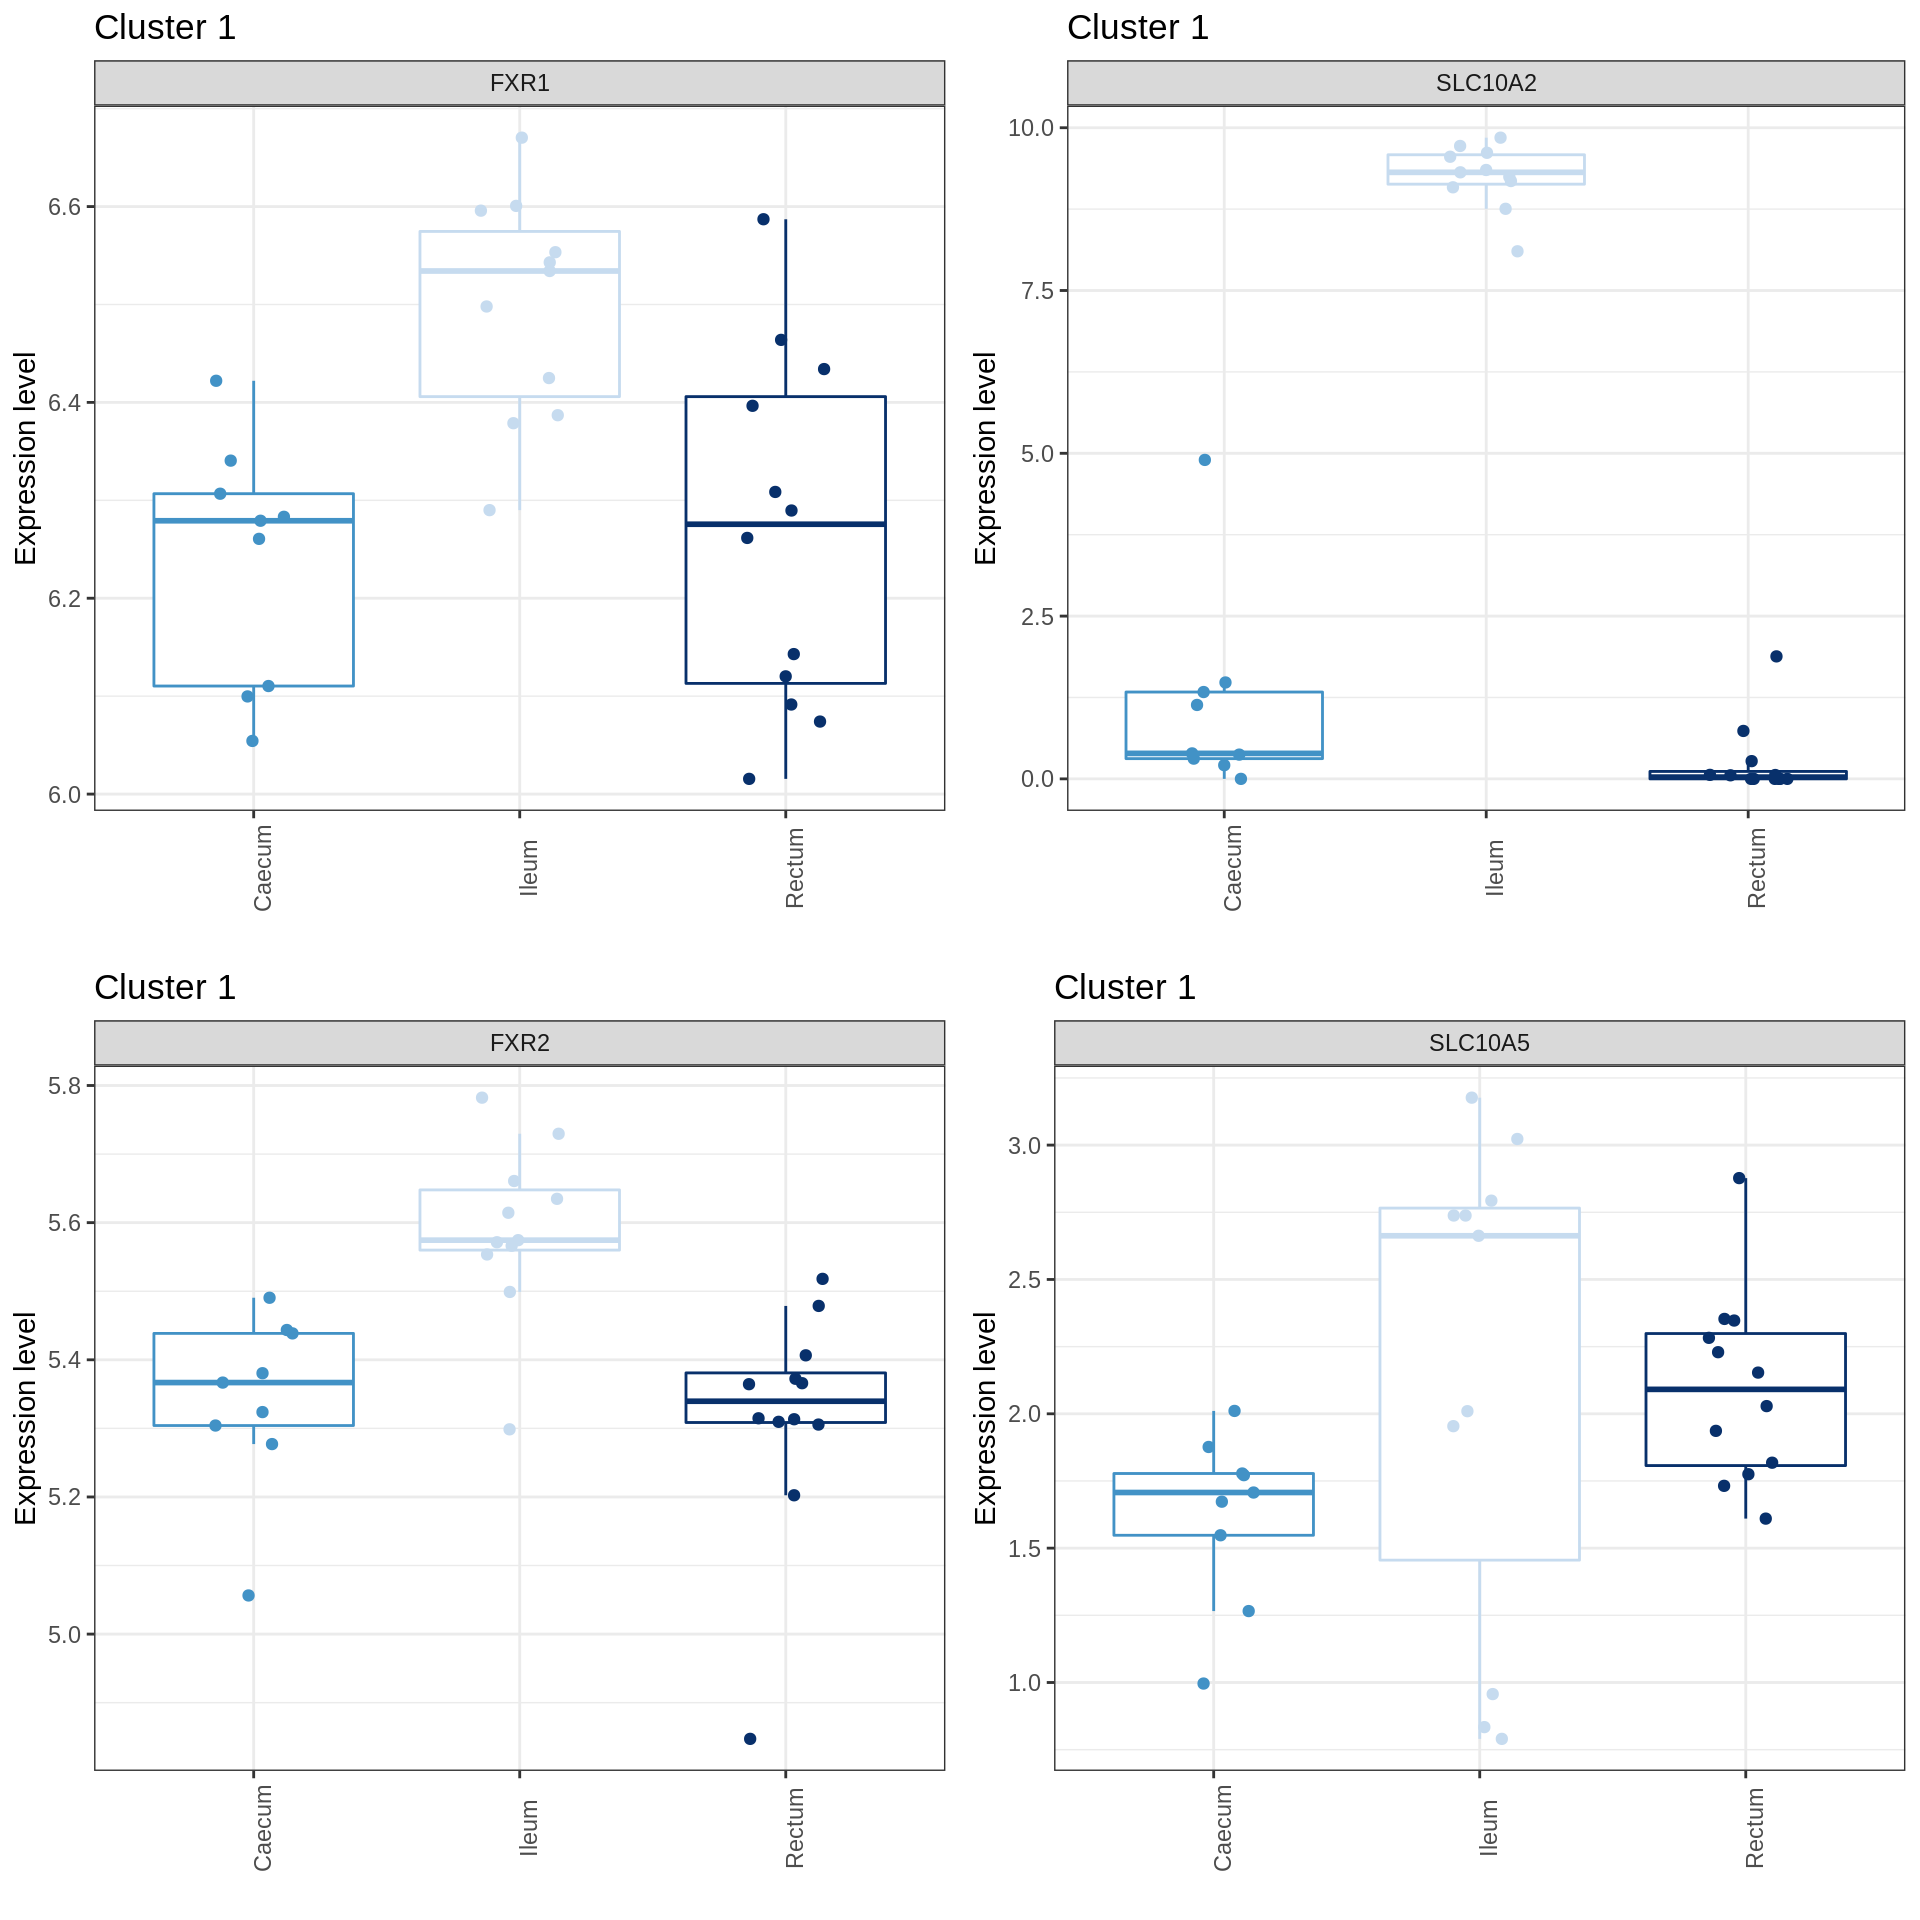 Cluster 1
FXR1
Expression level
6.6
6.4
6.2
6.0
Caecum
Ileum
Rectum
Cluster 1
SLC10A2
Expression level
10.0
7.5
5.0
2.5
0.0
Caecum
Ileum
Rectum
Cluster 1
FXR2
Expression level
5.8
5.6
5.4
5.2
5.0
Caecum
Ileum
Rectum
Cluster 1
SLC10A5
Expression level
3.0
2.5
2.0
1.5
1.0
Caecum
Ileum
Rectum